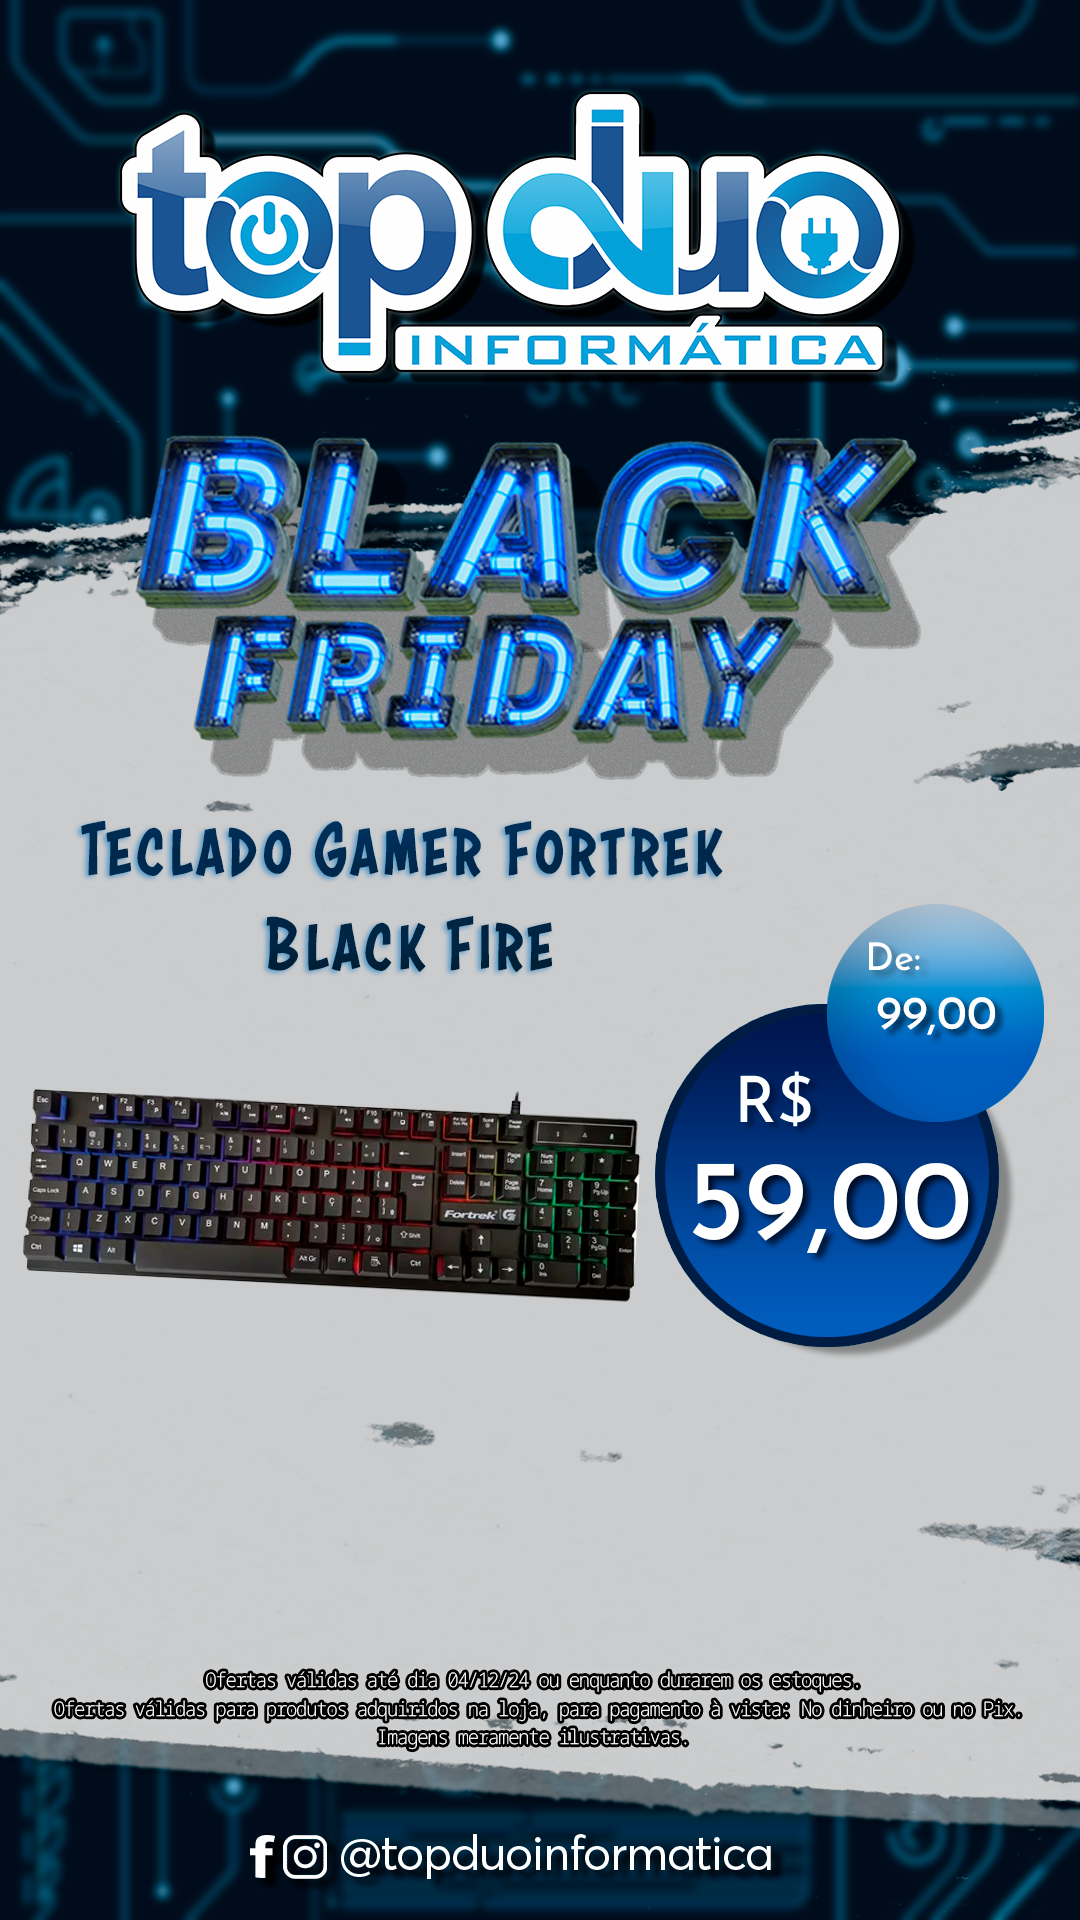 top duo
INFORMÁTICA
BLACK
FRIDAY
Teclado Gamer Fortrek
Black Fire
De:
99,00
R$
59,00
Fortrek
Ofertas válidas até dia 04/12/24 ou enquanto durarem os estoques.
Ofertas válidas para produtos adquiridos na loja, para pagamento à vista: No dinheiro ou no Pix.
Imagens meramente ilustrativas.
@topduoinformatica